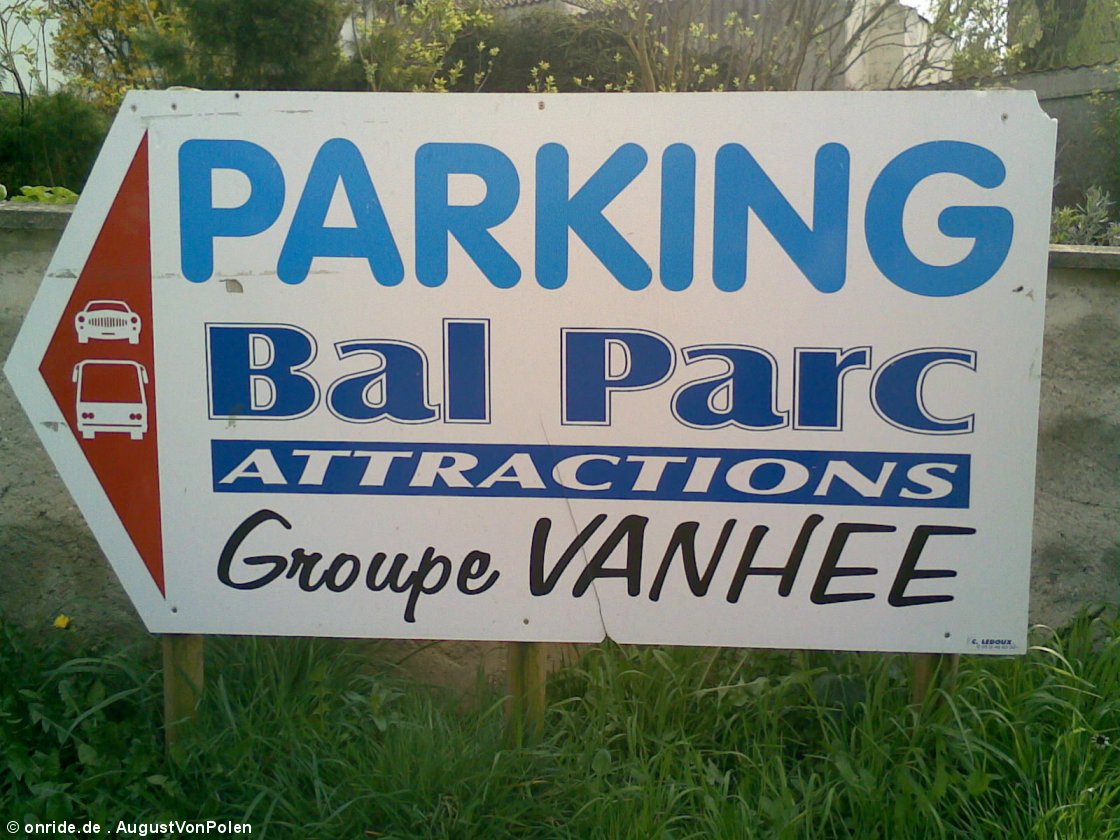 PARKING
Bal Parc
ATTRACTIONS
Groupe VANHEE
C. LEDOUX
© onride.de . AugustVonPolen